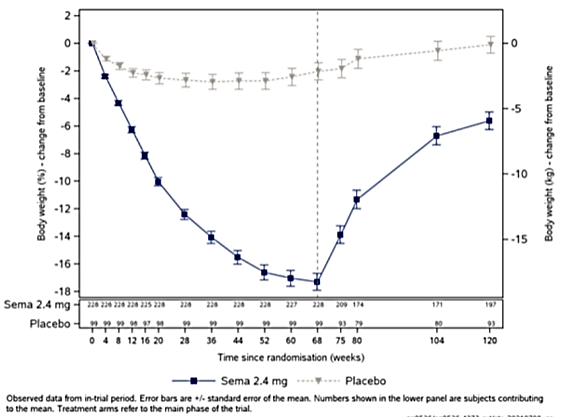 2
0
-2
-4
-6
-8
-10
-12
-14
-16
-18
Body weight (%) - change from baseline
0
-5
-10
-15
Body weight (kg) - change from baseline
Sema 2.4 mg 228 226 228 228 225 228 228 228 228 228 227 228 209 174 171 197
Placebo 99 99 99 98 97 98 99 99 99 99 99 99 93 79 80 93
0 4 8 12 16 20 28 36 44 52 60 68 75 80 104 120
Time since randomisation (weeks)
Sema 2.4 mg Placebo
Observed data from in-trial period. Error bars are +/- standard error of the mean. Numbers shown in the lower panel are subjects contributing
to the mean. Treatment arms refer to the main phase of the trial.